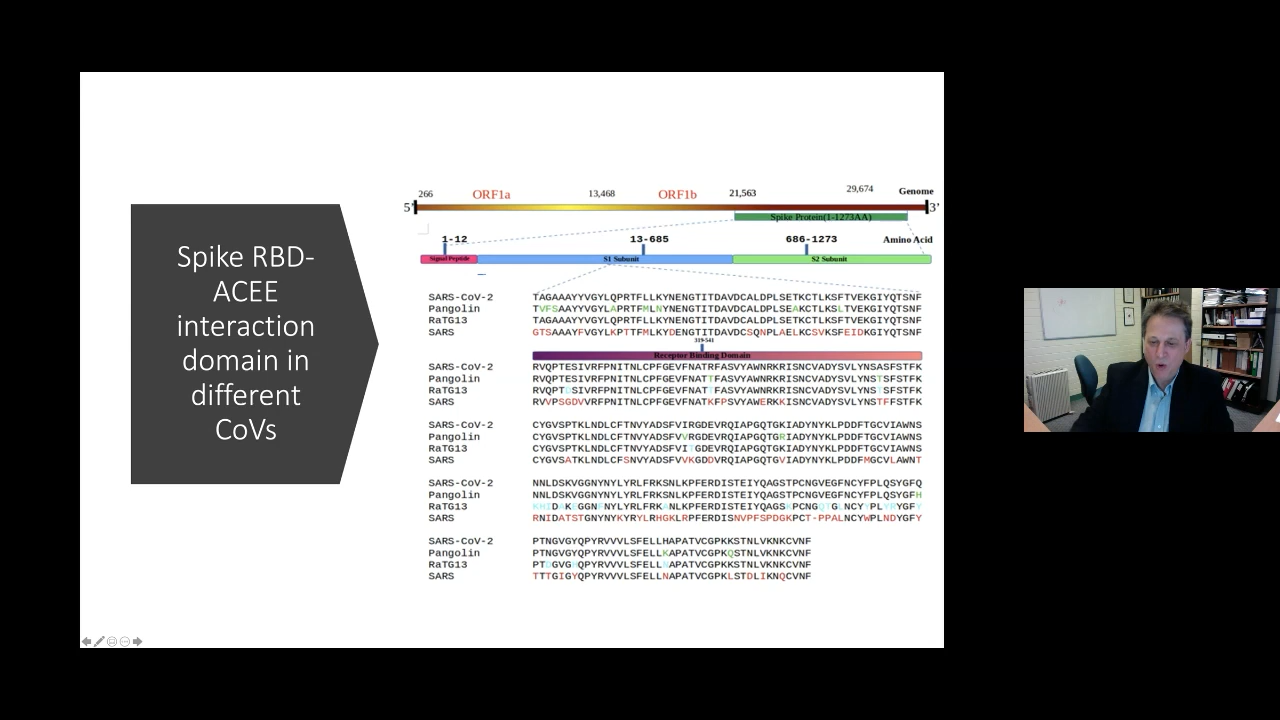 Spike RBD-
ACEE
interaction
domain in
different
CoVs
266 ORF1a 13,468 ORF1b 21,563 29,674 Genome
5' 3'
Spike Protein(1-1273AA)
1-12 13-685 686-1273 Amino Acid
Signal Peptide S1 Subunit S2 Subunit
SARS-CoV-2 TAGAAAYYVGYLQPRTFLLKYNENGTITDAVDCALDPLSETKCTLKSFTVEKGIYQTSNF
Pangolin TVFSAAYYVGYLAPRTFMLNYNENGTITDAVDCALDPLSEAKCTLKSLTVEKGIYQTSNF
RaTG13 TAGAAAYYVGYLQPRTFLLKYNENGTITDAVDCALDPLSETKCTLKSFTVEKGIYQTSNF
SARS GTSAAAYFVGYLKPTTFMLKYDENGTITDAVDCSQNPLAELKCSVKSFEIDKGIYQTSNF
319-541
Receptor Binding Domain
SARS-CoV-2 RVQPTESIVRFPNITNLCPFGEVFNATRFASVYAWNRKRISNCVADYSVLYNSASFSTFK
Pangolin RVQPTESIVRFPNITNLCPFGEVFNATTFASVYAWNRKRISNCVADYSVLYNSTSFSTFK
RaTG13
SARS RVVPSGDVVRFPNITNLCPFGEVFNATKFPSVYAWERKKISNCVADYSVLYNSTFFSTFK
SARS-CoV-2 CYGVSPTKLNDLCFTNVYADSFVIRGDEVRQIAPGQTGKIADYNYKLPDDFTGCVIAWNS
Pangolin CYGVSPTKLNDLCFTNVYADSFVVRGDEVRQIAPGQTGRIADYNYKLPDDFTGCVIAWNS
RaTG13
SARS CYGVSATKLNDLCFSNVYADSFVVKGDDVRQIAPGQTGVIADYNYKLPDDFMGCVLAWNT
SARS-CoV-2 NNLDSKVGGNYNYLYRLFRKSNLKPFERDISTEIYQAGSTPCNGVEGFNCYFPLQSYGFQ
Pangolin NNLDSKVGGNYNYLYRLFRKSNLKPFERDISTEIYQAGSTPCNGVEGFNCYFPLQSYGFH
RaTG13
SARS RNIDATSTGNYNYKYRYLRHGKLRPFERDISNVPFSPDGKPCT-PPALNCYWPLNDYGFY
SARS-CoV-2 PTNGVGYQPYRVVVLSFELLHAPATVCGPKKSTNLVKNKCVNF
Pangolin PTNGVGYQPYRVVVLSFELLKAPATVCGPKQSTNLVKNKCVNF
RaTG13
SARS TTTGIGYQPYRVVVLSFELLNAPATVCGPKLSTDLIKNQCVNF